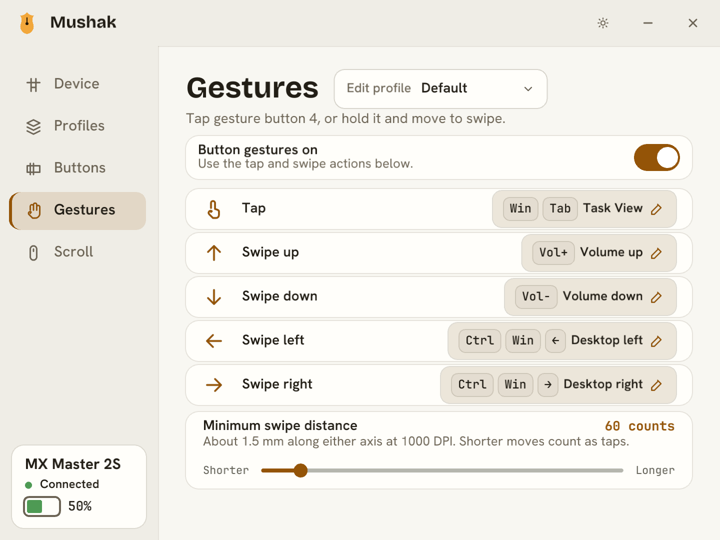 Mushak
Device
Profiles
Buttons
Gestures
Scroll
MX Master 2S
Connected
50%
Gestures
Edit profile Default
Tap gesture button 4, or hold it and move to swipe.
Button gestures on
Use the tap and swipe actions below.
Tap Win Tab Task View
Swipe up Vol+ Volume up
Swipe down Vol- Volume down
Swipe left Ctrl Win ← Desktop left
Swipe right Ctrl Win → Desktop right
Minimum swipe distance 60 counts
About 1.5 mm along either axis at 1000 DPI. Shorter moves count as taps.
Shorter Longer